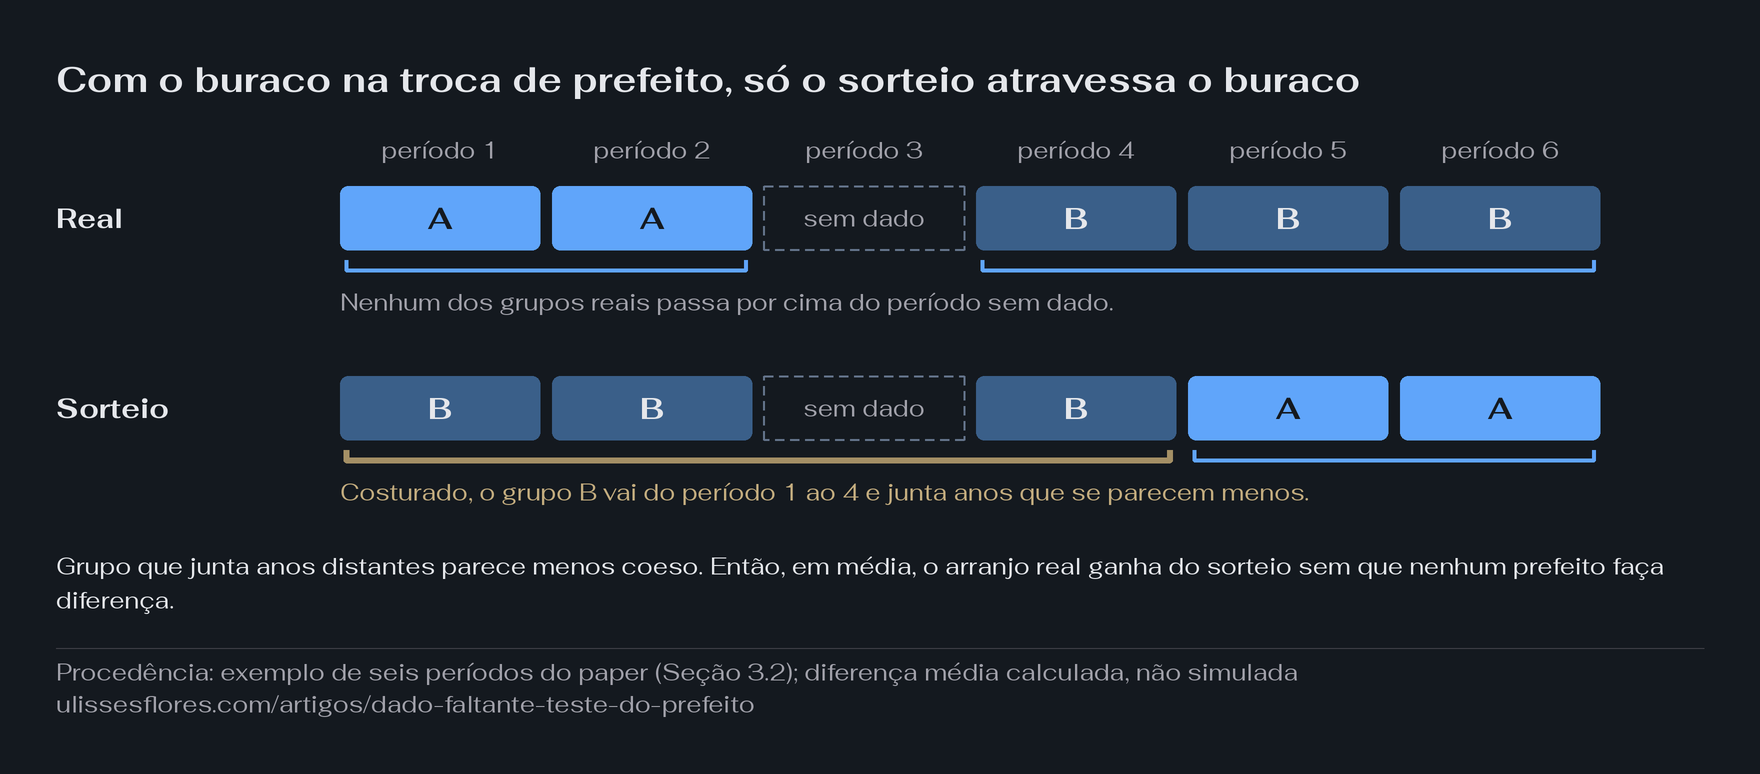 Com o buraco na troca de prefeito, só o sorteio atravessa o buraco
período 1 período 2 período 3 período 4 período 5 período 6
Real A A sem dado B B B
Nenhum dos grupos reais passa por cima do período sem dado.
Sorteio B B sem dado B A A
Costurado, o grupo B vai do período 1 ao 4 e junta anos que se parecem menos.
Grupo que junta anos distantes parece menos coeso. Então, em média, o arranjo real ganha do sorteio sem que nenhum prefeito faça
diferença.
Procedência: exemplo de seis períodos do paper (Seção 3.2); diferença média calculada, não simulada
ulissesflores.com/artigos/dado-faltante-teste-do-prefeito